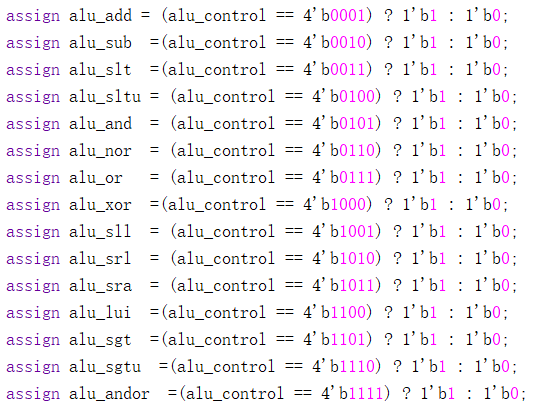 assign alu_add = (alu_control == 4'b0001) ? 1'b1 : 1'b0;
assign alu_sub  =(alu_control == 4'b0010) ? 1'b1 : 1'b0;
assign alu_slt  =(alu_control == 4'b0011) ? 1'b1 : 1'b0;
assign alu_sltu = (alu_control == 4'b0100) ? 1'b1 : 1'b0;
assign alu_and  = (alu_control == 4'b0101) ? 1'b1 : 1'b0;
assign alu_nor  = (alu_control == 4'b0110) ? 1'b1 : 1'b0;
assign alu_or   = (alu_control == 4'b0111) ? 1'b1 : 1'b0;
assign alu_xor  =(alu_control == 4'b1000) ? 1'b1 : 1'b0;
assign alu_sll  = (alu_control == 4'b1001) ? 1'b1 : 1'b0;
assign alu_srl  = (alu_control == 4'b1010) ? 1'b1 : 1'b0;
assign alu_sra  = (alu_control == 4'b1011) ? 1'b1 : 1'b0;
assign alu_lui  =(alu_control == 4'b1100) ? 1'b1 : 1'b0;
assign alu_sgt  =(alu_control == 4'b1101) ? 1'b1 : 1'b0;
assign alu_sgtu  =(alu_control == 4'b1110) ? 1'b1 : 1'b0;
assign alu_andor  =(alu_control == 4'b1111) ? 1'b1 : 1'b0;